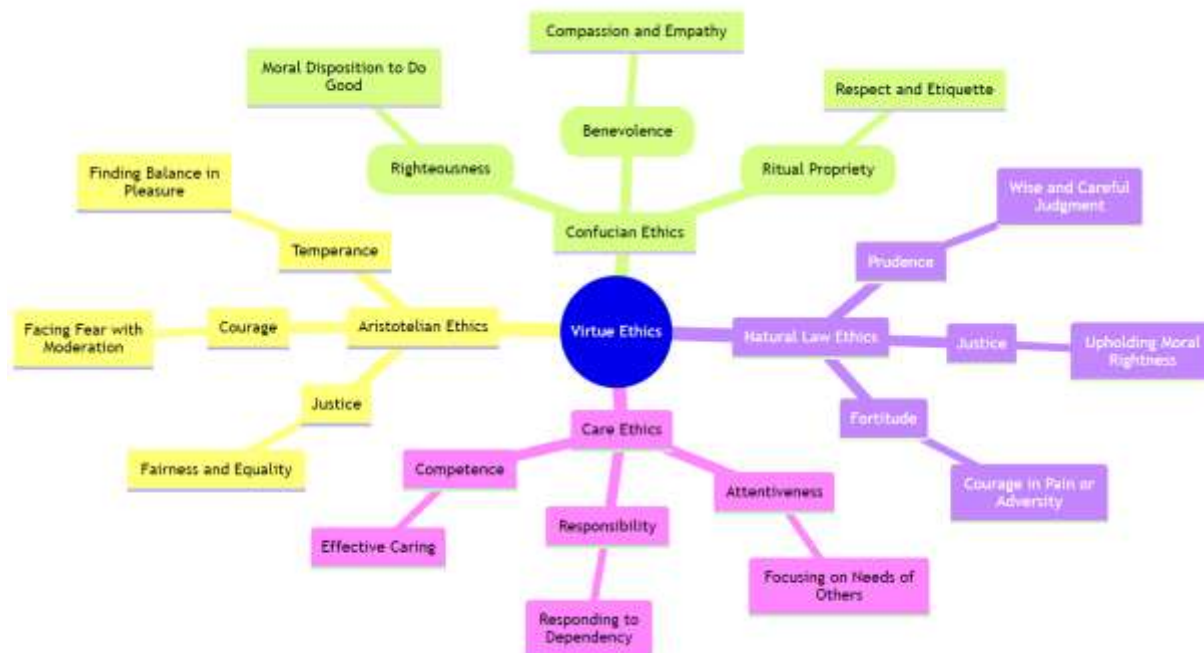 Compassion and Empathy
Moral Disposition to Do
Good
Respect and Etiquette
Benevolence
Righteousness
Ritual Propriety
Finding Balance in
Pleasure
Wise and Careful
Judgment
Confucian Ethics
Temperance
Prudence
Facing Fear with
Moderation
Courage
Aristotelian Ethics
Virtue Ethics
Natural Law Ethics
Justice
Upholding Moral
Rightness
Justice
Fortitude
Care Ethics
Fairness and Equality
Competence
Attentiveness
Courage in Pain or
Adversity
Responsibility
Effective Caring
Focusing on Needs of
Others
Responding to
Dependency